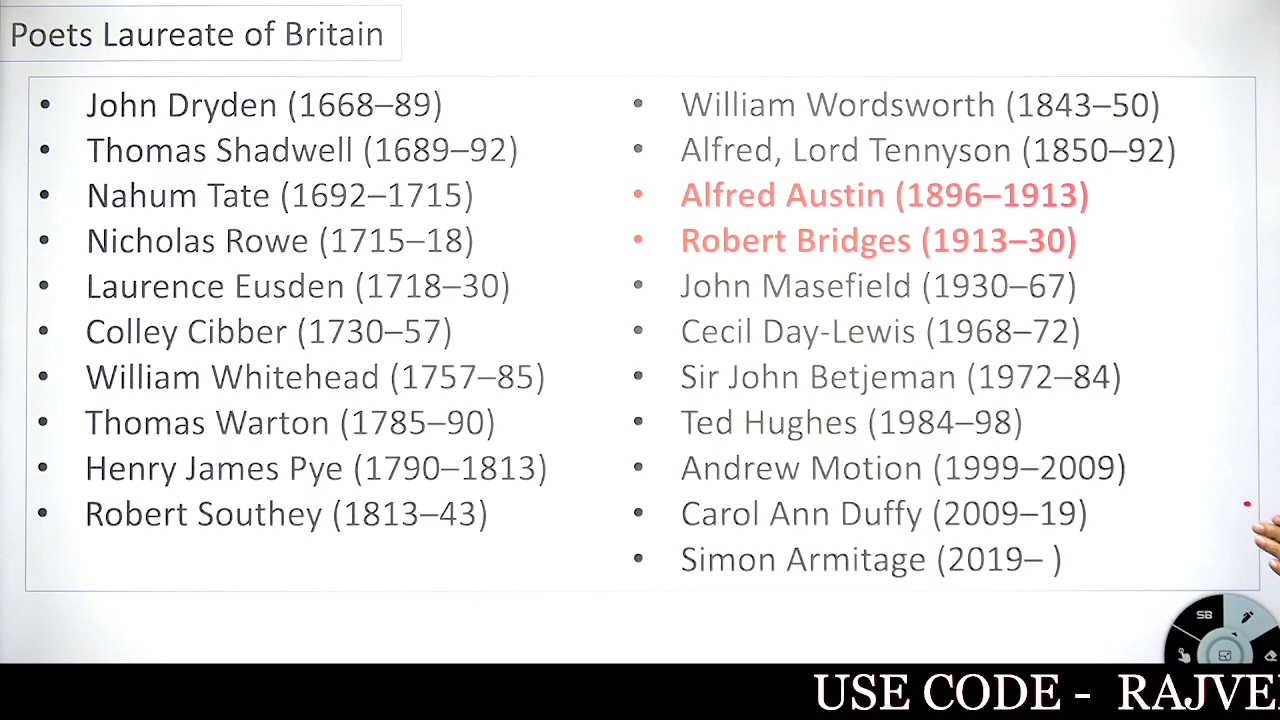 Poets Laureate of Britain
• John Dryden (1668–89)
• Thomas Shadwell (1689–92)
• Nahum Tate (1692–1715)
• Nicholas Rowe (1715–18)
• Laurence Eusden (1718–30)
• Colley Cibber (1730–57)
• William Whitehead (1757–85)
• Thomas Warton (1785–90)
• Henry James Pye (1790–1813)
• Robert Southey (1813–43)
• William Wordsworth (1843–50)
• Alfred, Lord Tennyson (1850–92)
• Alfred Austin (1896–1913)
• Robert Bridges (1913–30)
• John Masefield (1930–67)
• Cecil Day-Lewis (1968–72)
• Sir John Betjeman (1972–84)
• Ted Hughes (1984–98)
• Andrew Motion (1999–2009)
• Carol Ann Duffy (2009–19)
• Simon Armitage (2019– )
SB
USE CODE - RAJVE